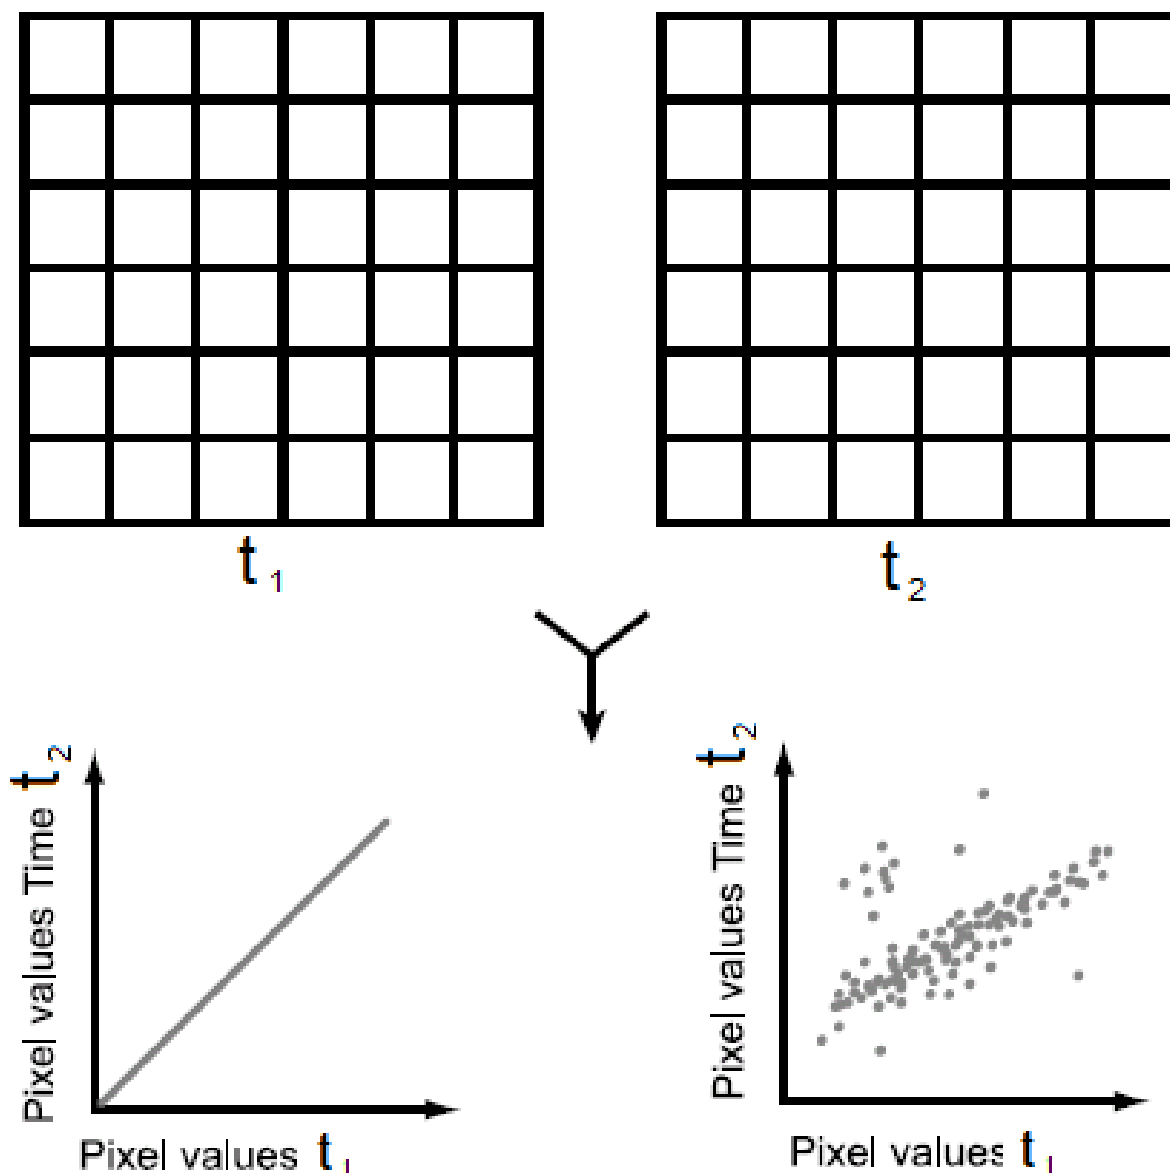 t₁
t₂
Pixel values Time t₂
Pixel values t₁
Pixel values Time t₂
Pixel values t₁